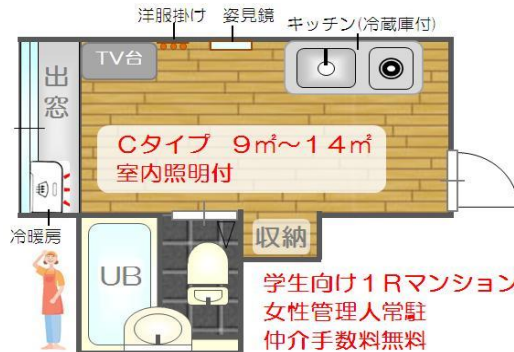 洋服掛け 姿見鏡 キッチン(冷蔵庫付)
TV台
出窓
Cタイプ 9㎡~14㎡
室内照明付
冷暖房
UB
収納
学生向け1Rマンション
女性管理人常駐
仲介手数料無料